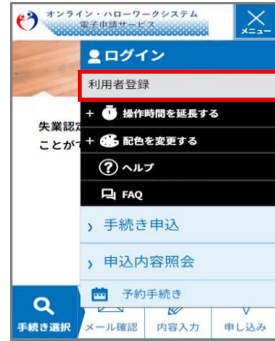 オンライン・ハローワークシステム
電子申請サービス
メニュー
ログイン
利用者登録
+ 操作時間を延長する
+ 配色を変更する
ヘルプ
FAQ
失業認定
ことが
› 手続き申込
› 申込内容照会
予約手続き
手続き選択
メール確認
内容入力
申し込み